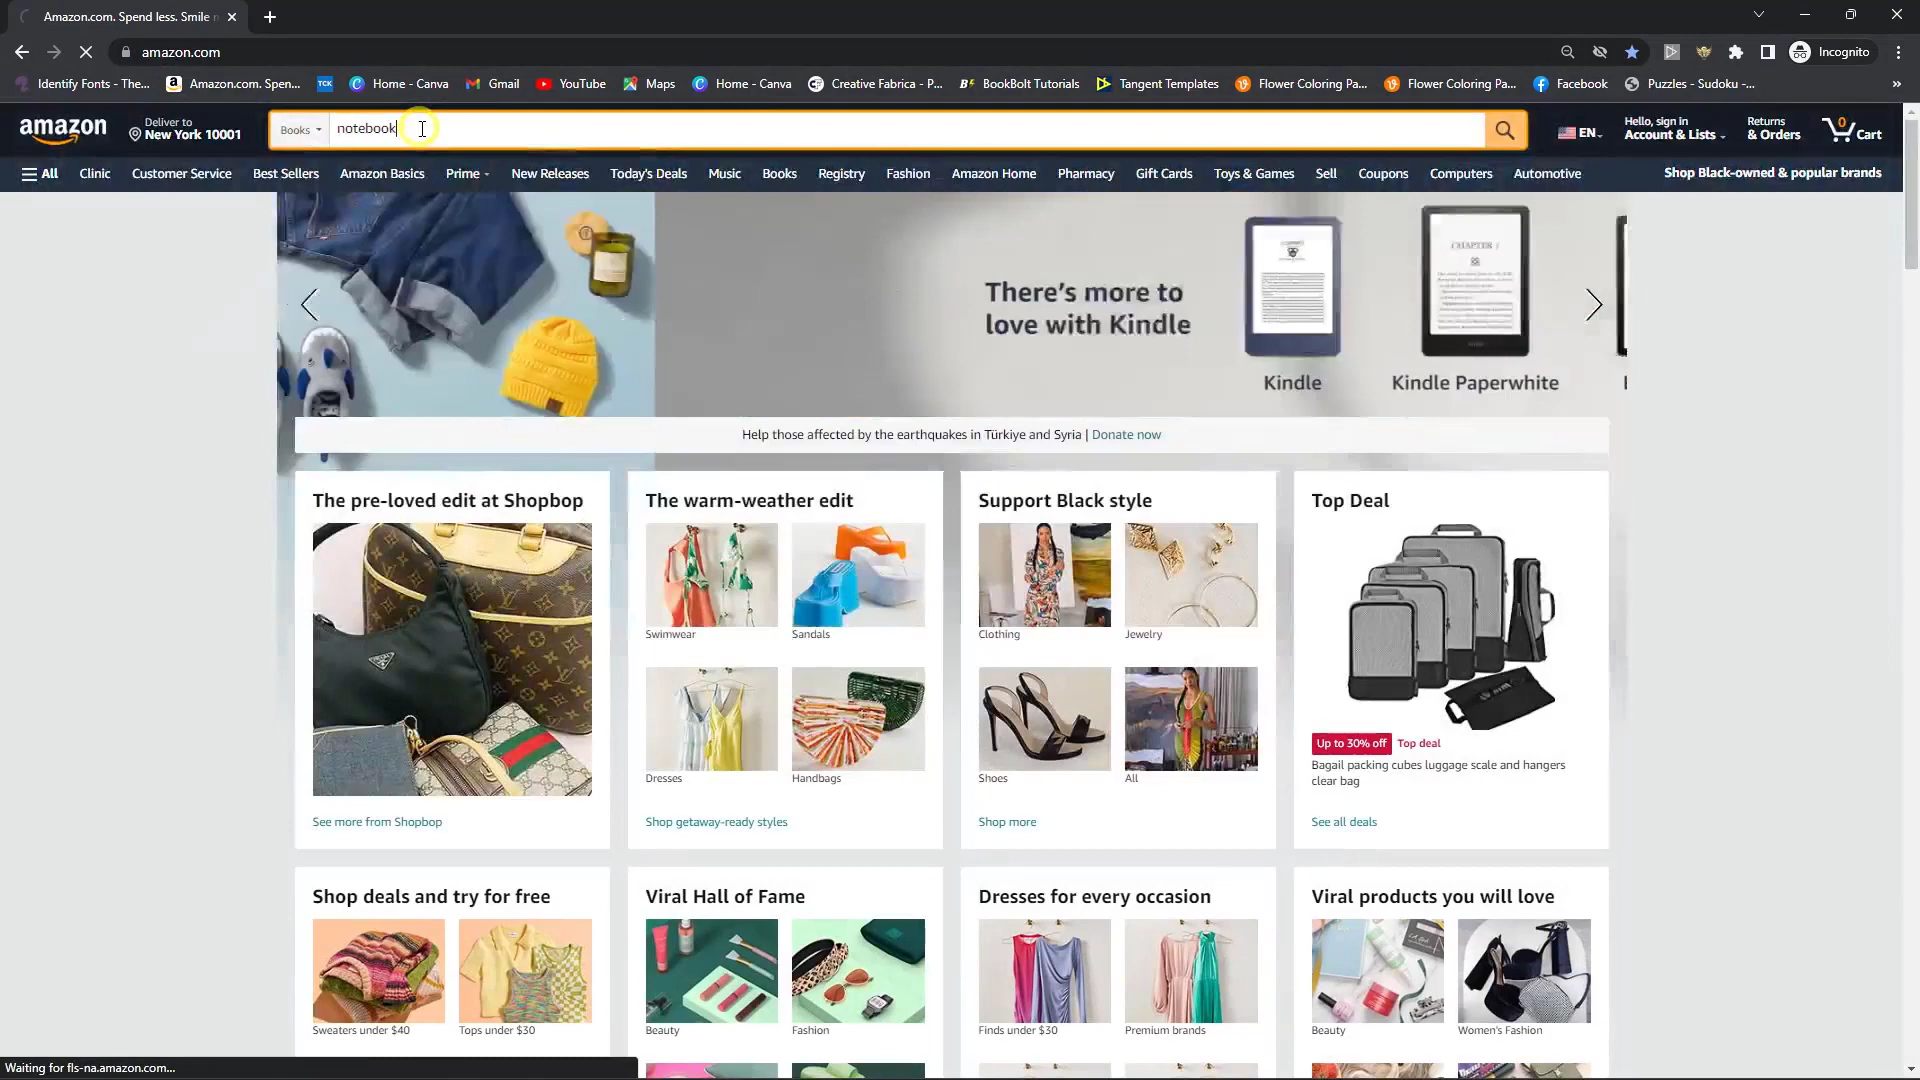 Amazon.com. Spend less. Smile
amazon.com
Incognito
Identify Fonts - The...
Amazon.com. Spen...
TCK
Home - Canva
Gmail
YouTube
Maps
Home - Canva
Creative Fabrica - P...
BookBolt Tutorials
Tangent Templates
Flower Coloring Pa...
Flower Coloring Pa...
Facebook
Puzzles - Sudoku -...
amazon
Deliver to
New York 10001
Books
notebook
EN
Hello, sign in
Account & Lists
Returns
& Orders
0
Cart
All
Clinic
Customer Service
Best Sellers
Amazon Basics
Prime
New Releases
Today's Deals
Music
Books
Registry
Fashion
Amazon Home
Pharmacy
Gift Cards
Toys & Games
Sell
Coupons
Computers
Automotive
Shop Black-owned & popular brands
There's more to
love with Kindle
CHAPTER 1
Kindle
Kindle Paperwhite
Help those affected by the earthquakes in Türkiye and Syria | Donate now
The pre-loved edit at Shopbop
See more from Shopbop
The warm-weather edit
Swimwear
Sandals
Dresses
Handbags
Shop getaway-ready styles
Support Black style
Clothing
Jewelry
Shoes
All
Shop more
Top Deal
Up to 30% off
Top deal
Bagail packing cubes luggage scale and hangers
clear bag
See all deals
Shop deals and try for free
Sweaters under $40
Tops under $30
Viral Hall of Fame
Beauty
Fashion
Dresses for every occasion
Finds under $30
Premium brands
Viral products you will love
Beauty
Women's Fashion
Waiting for fls-na.amazon.com...